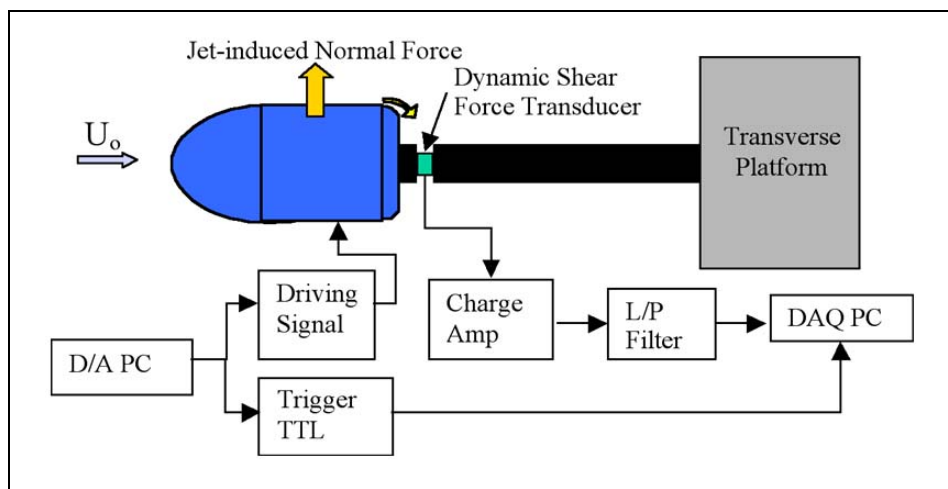 Jet-induced Normal Force
Dynamic Shear
Force Transducer
Uo
Transverse
Platform
Driving
Signal
Charge
Amp
L/P
Filter
DAQ PC
D/A PC
Trigger
TTL